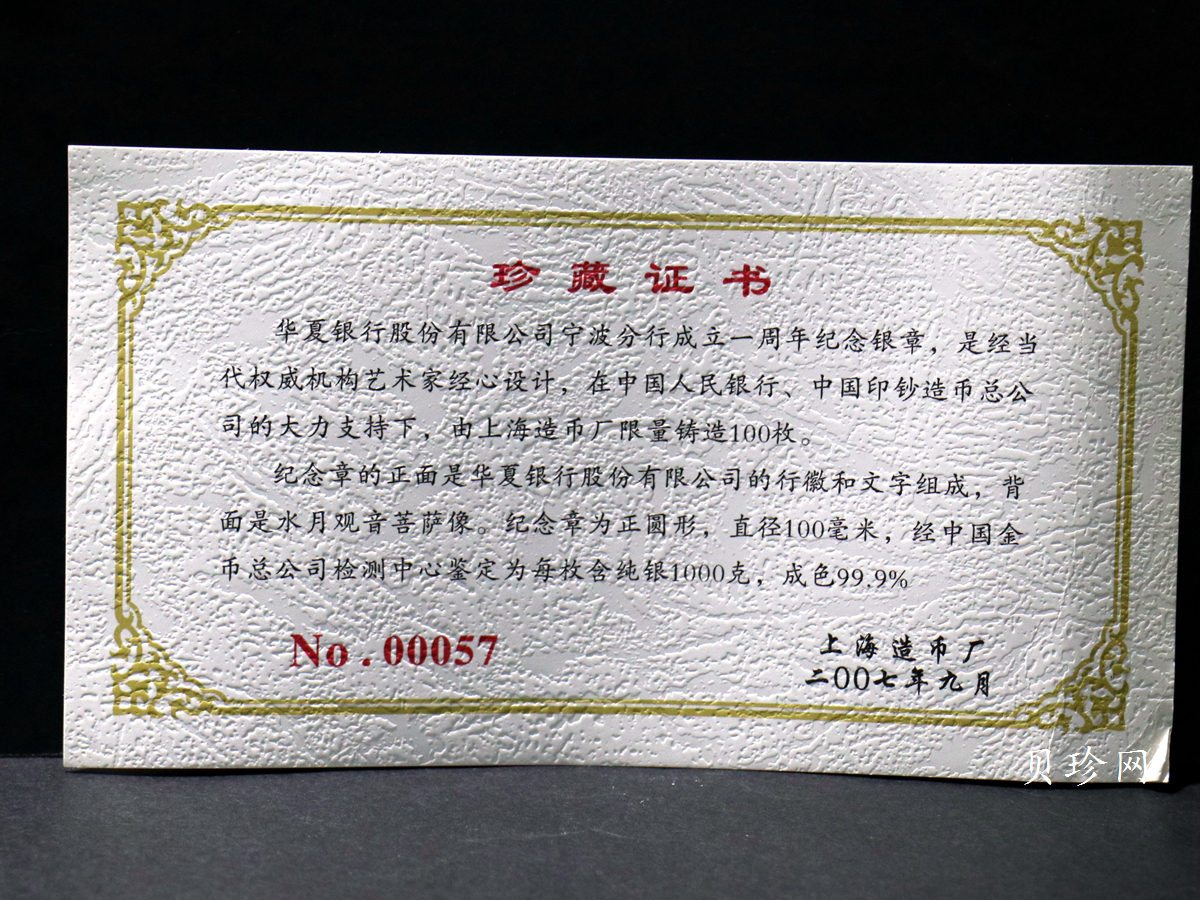 珍藏证书
华夏银行股份有限公司宁波分行成立一周年纪念银章，是经当
代权威机构艺术家经心设计，在中国人民银行、中国印钞造币总公
司的大力支持下，由上海造币厂限量铸造100枚。
纪念章的正面是华夏银行股份有限公司的行徽和文字组成，背
面是水月观音菩萨像。纪念章为正圆形，直径100毫米，经中国金
币总公司检测中心鉴定为每枚含纯银1000克，成色99.9%
No.00057
上海造币厂
二〇〇七年九月
贝珍网